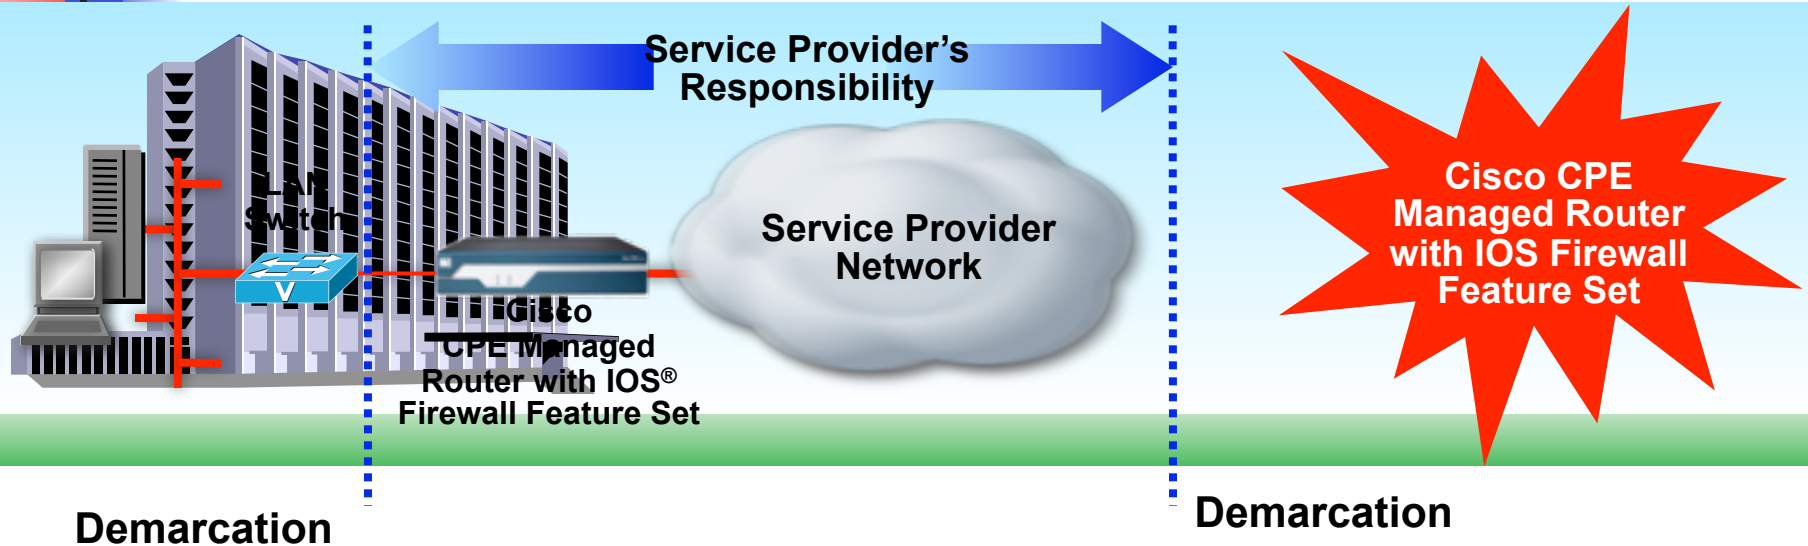 Service Provider’s
Responsibility
LAN
Switch
V
Cisco
CPE Managed
Router with IOS®
Firewall Feature Set
Service Provider
Network
Cisco CPE
Managed Router
with IOS Firewall
Feature Set
Demarcation
Demarcation